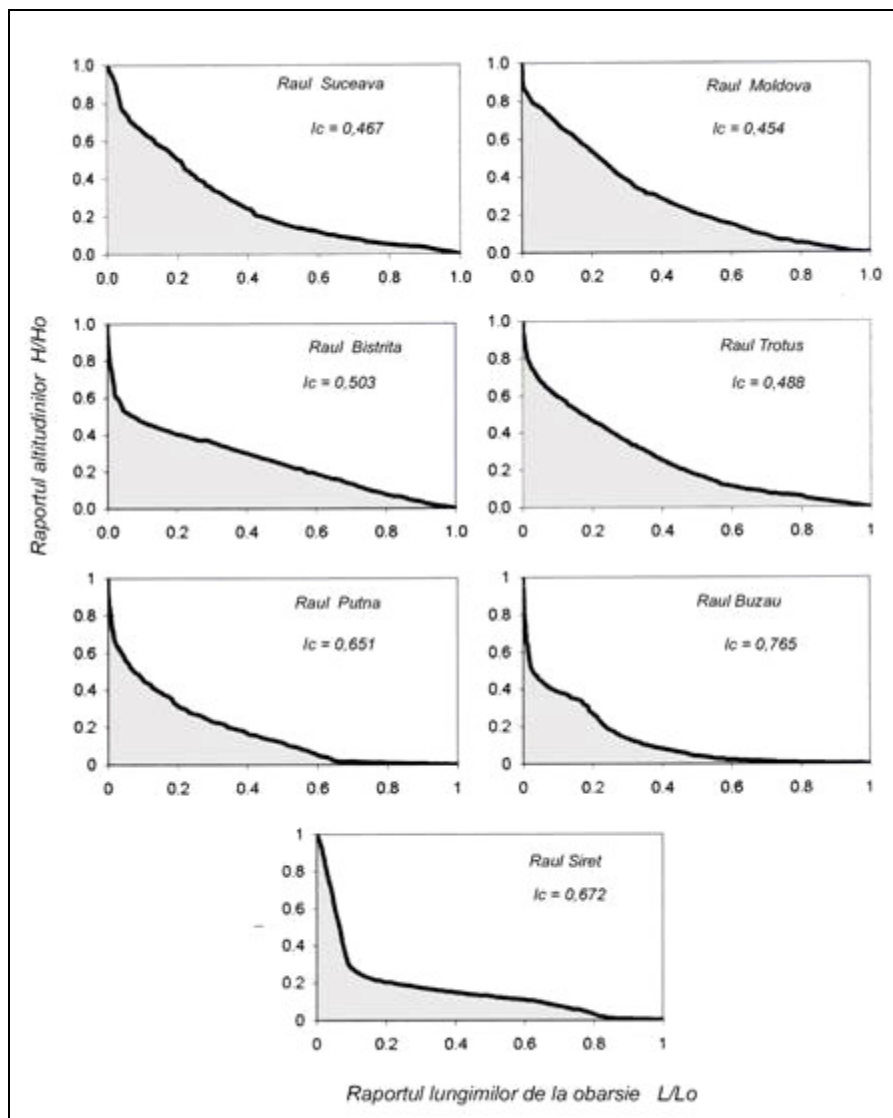 Raul Suceava
Ic = 0,467
1.0
0.8
0.6
0.4
0.2
0.0
0.0 0.2 0.4 0.6 0.8 1.0
Raul Moldova
Ic = 0,454
1.0
0.8
0.6
0.4
0.2
0.0
0.0 0.2 0.4 0.6 0.8 1.0
Raportul altitudinilor H/Ho
Raul Bistrita
Ic = 0,503
1.0
0.8
0.6
0.4
0.2
0.0
0.0 0.2 0.4 0.6 0.8 1.0
Raul Trotus
Ic = 0,488
1.0
0.8
0.6
0.4
0.2
0.0
0.0 0.2 0.4 0.6 0.8 1.0
Raul Putna
Ic = 0,651
1
0.8
0.6
0.4
0.2
0
0 0.2 0.4 0.6 0.8 1
Raul Buzau
Ic = 0,765
1
0.8
0.6
0.4
0.2
0
0 0.2 0.4 0.6 0.8 1
Raul Siret
Ic = 0,672
1
0.8
0.6
0.4
0.2
0
0 0.2 0.4 0.6 0.8 1
Raportul lungimilor de la obarsie L/Lo